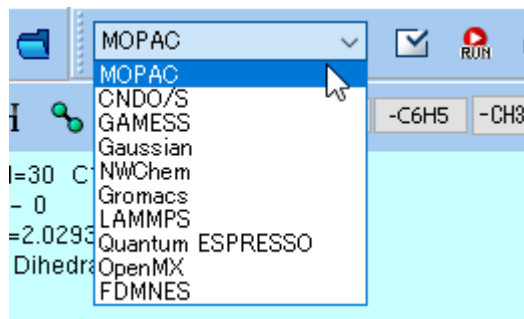 MOPAC
RUN
MOPAC
CNDO/S
GAMESS
-C6H5
-CH3
Gaussian
NWChem
Gromacs
LAMMPS
Quantum ESPRESSO
OpenMX
FDMNES
=30 C
- 0
=2.0293
Dihedra